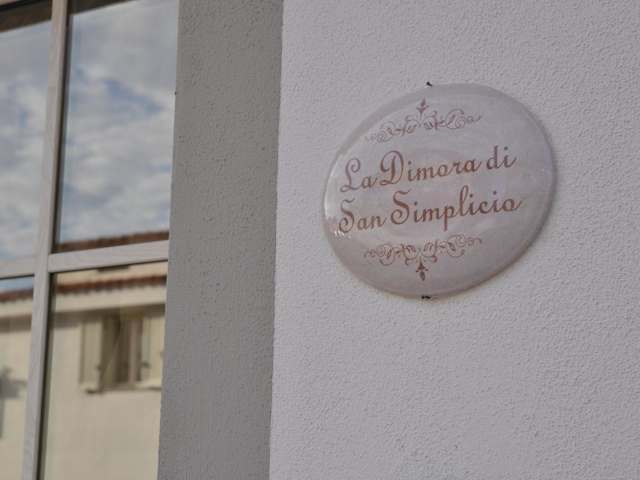 La Dimora di
San Simplicio